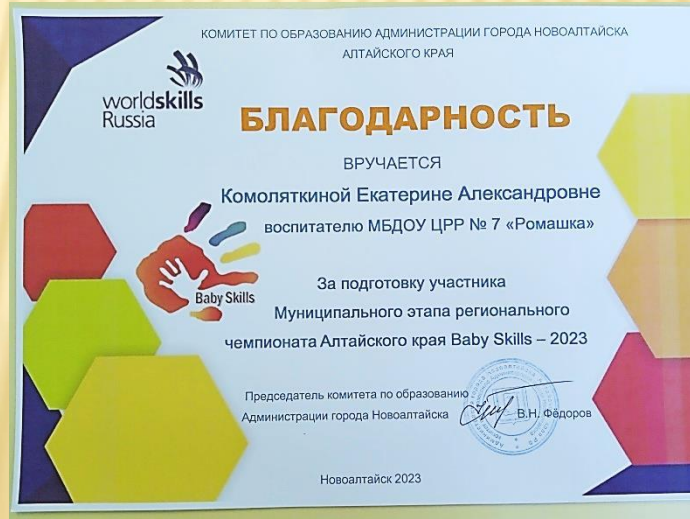 КОМИТЕТ ПО ОБРАЗОВАНИЮ АДМИНИСТРАЦИИ ГОРОДА НОВОАЛТАЙСКА
АЛТАЙСКОГО КРАЯ
worldskills
Russia
БЛАГОДАРНОСТЬ
ВРУЧАЕТСЯ
Комоляткиной Екатерине Александровне
воспитателю МБДОУ ЦРР № 7 «Ромашка»
Baby Skills
За подготовку участника
Муниципального этапа регионального
чемпионата Алтайского края Baby Skills – 2023
Председатель комитета по образованию
Администрации города Новоалтайска
В.Н. Фёдоров
Новоалтайск 2023